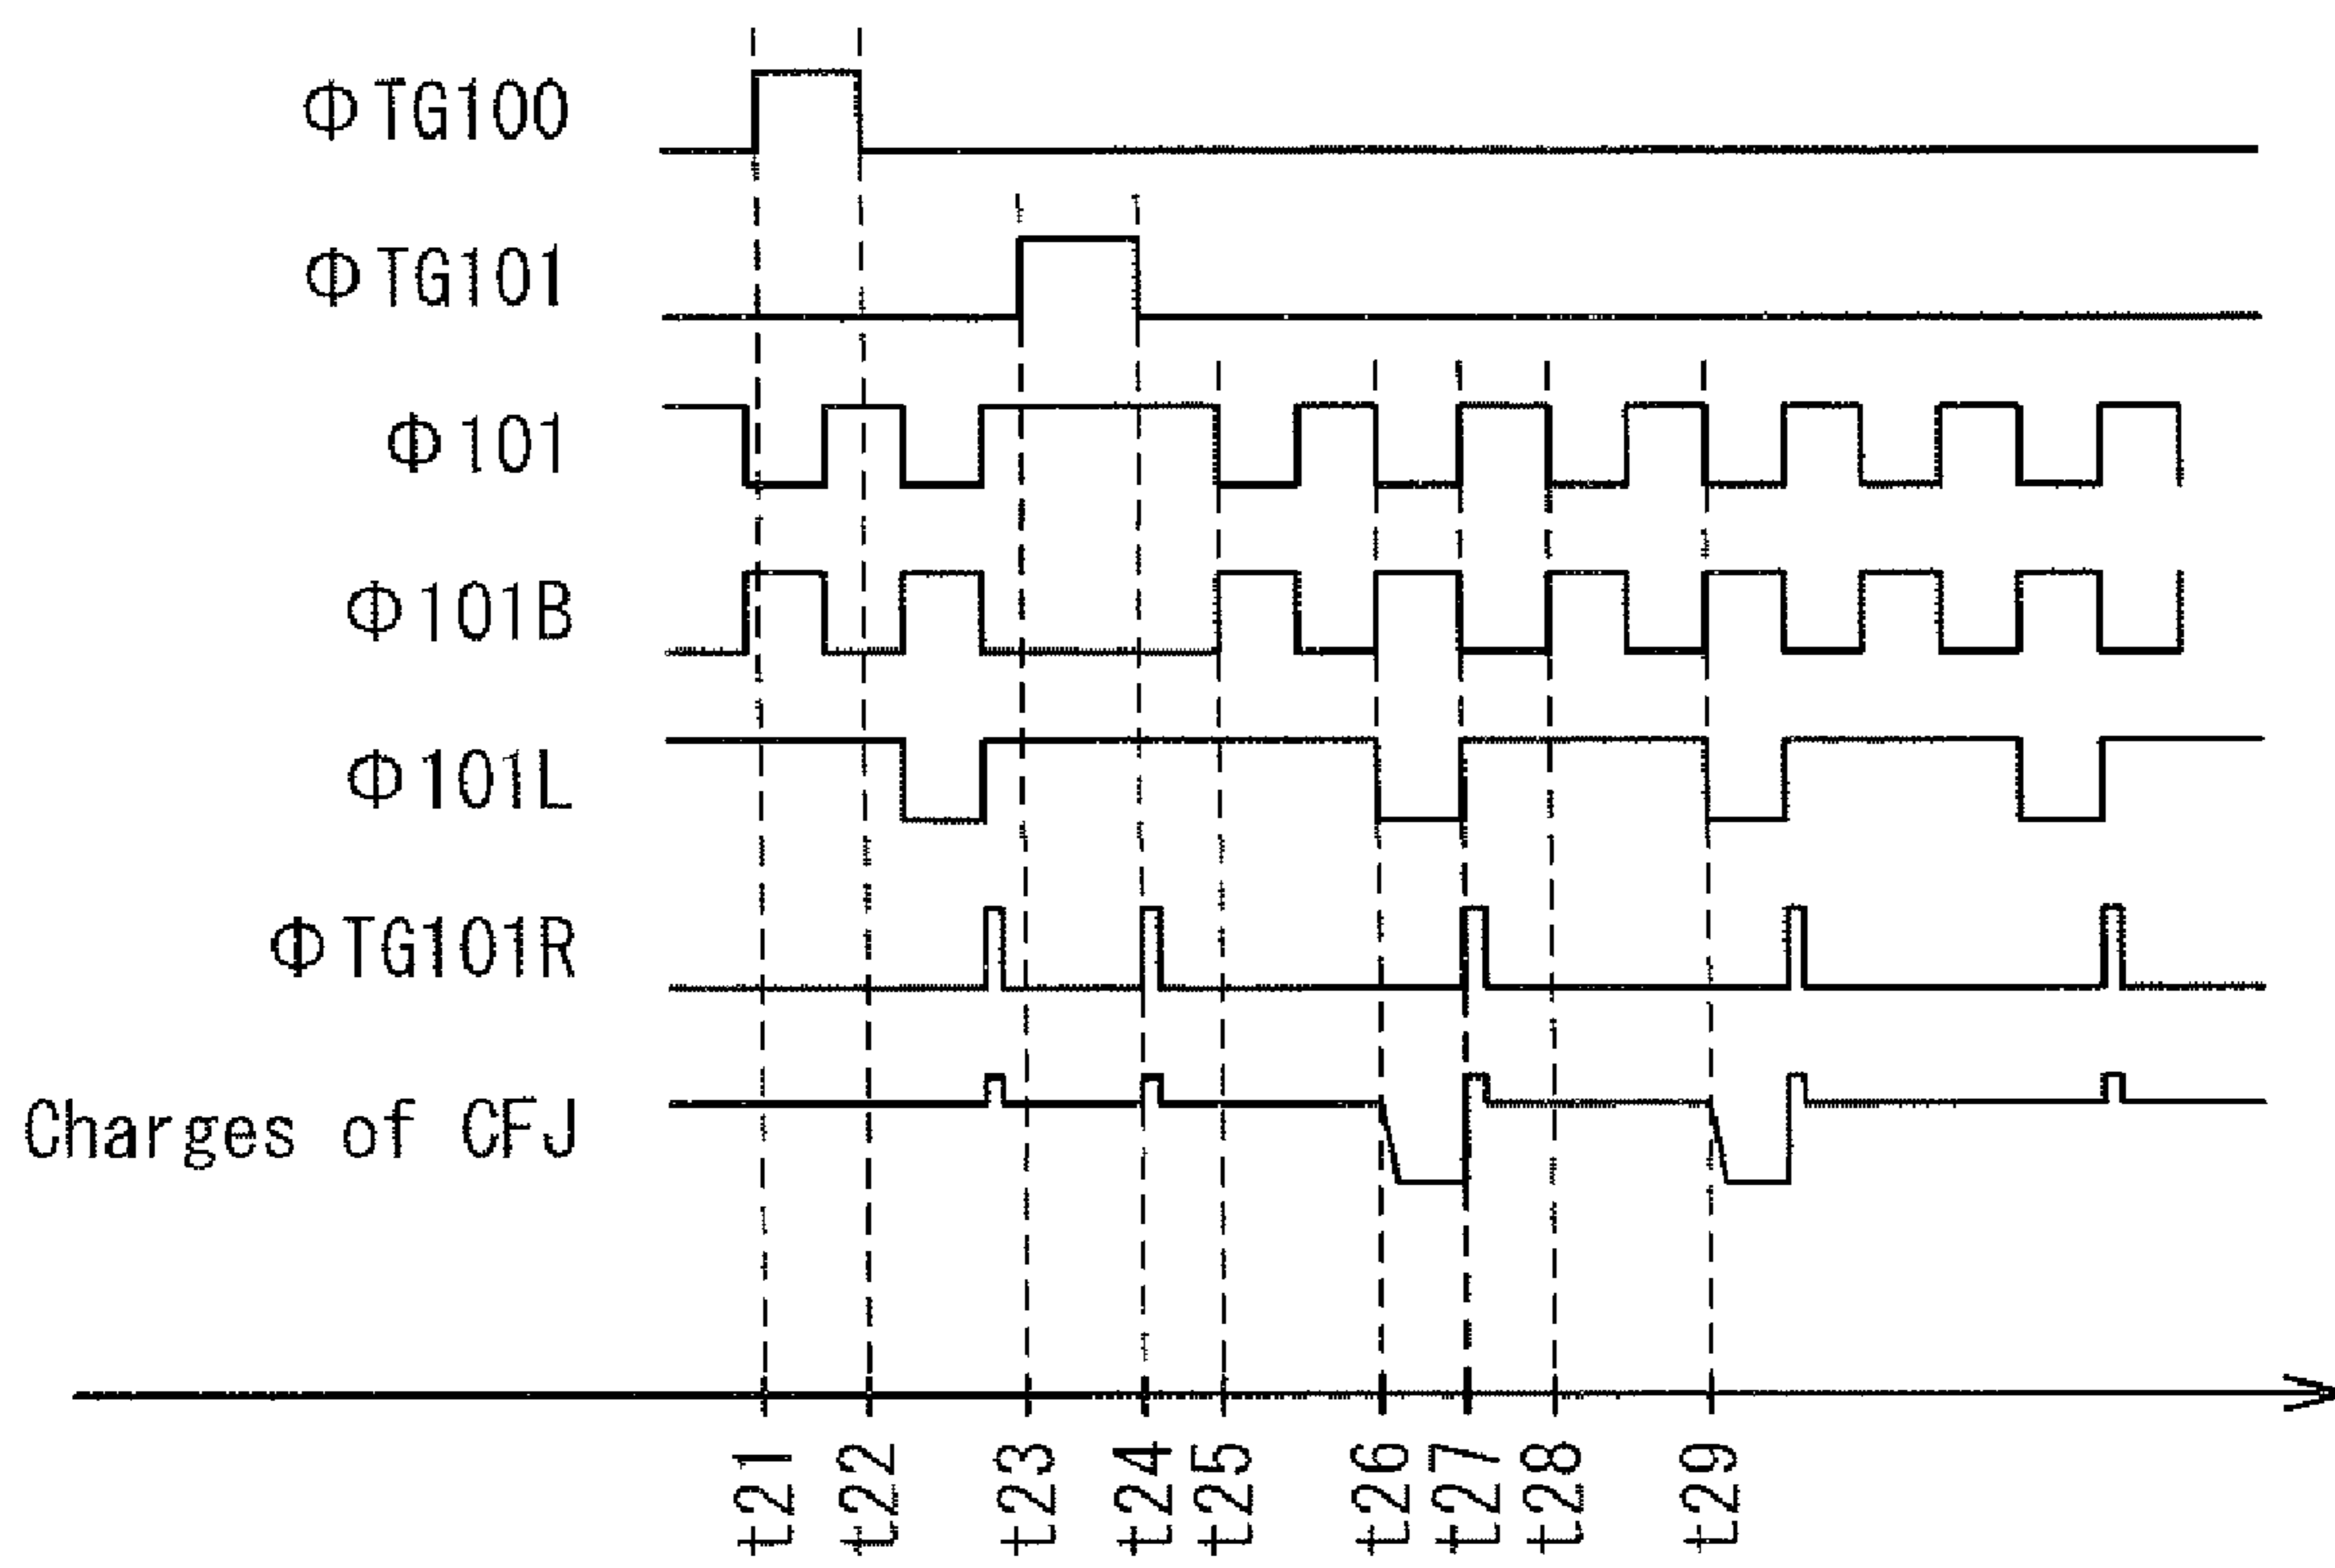 ΦTG100
ΦTG101
Φ101
Φ101B
Φ101L
ΦTG101R
Charges of CFJ
t21
t22
t23
t24
t25
t26
t27
t28
t29